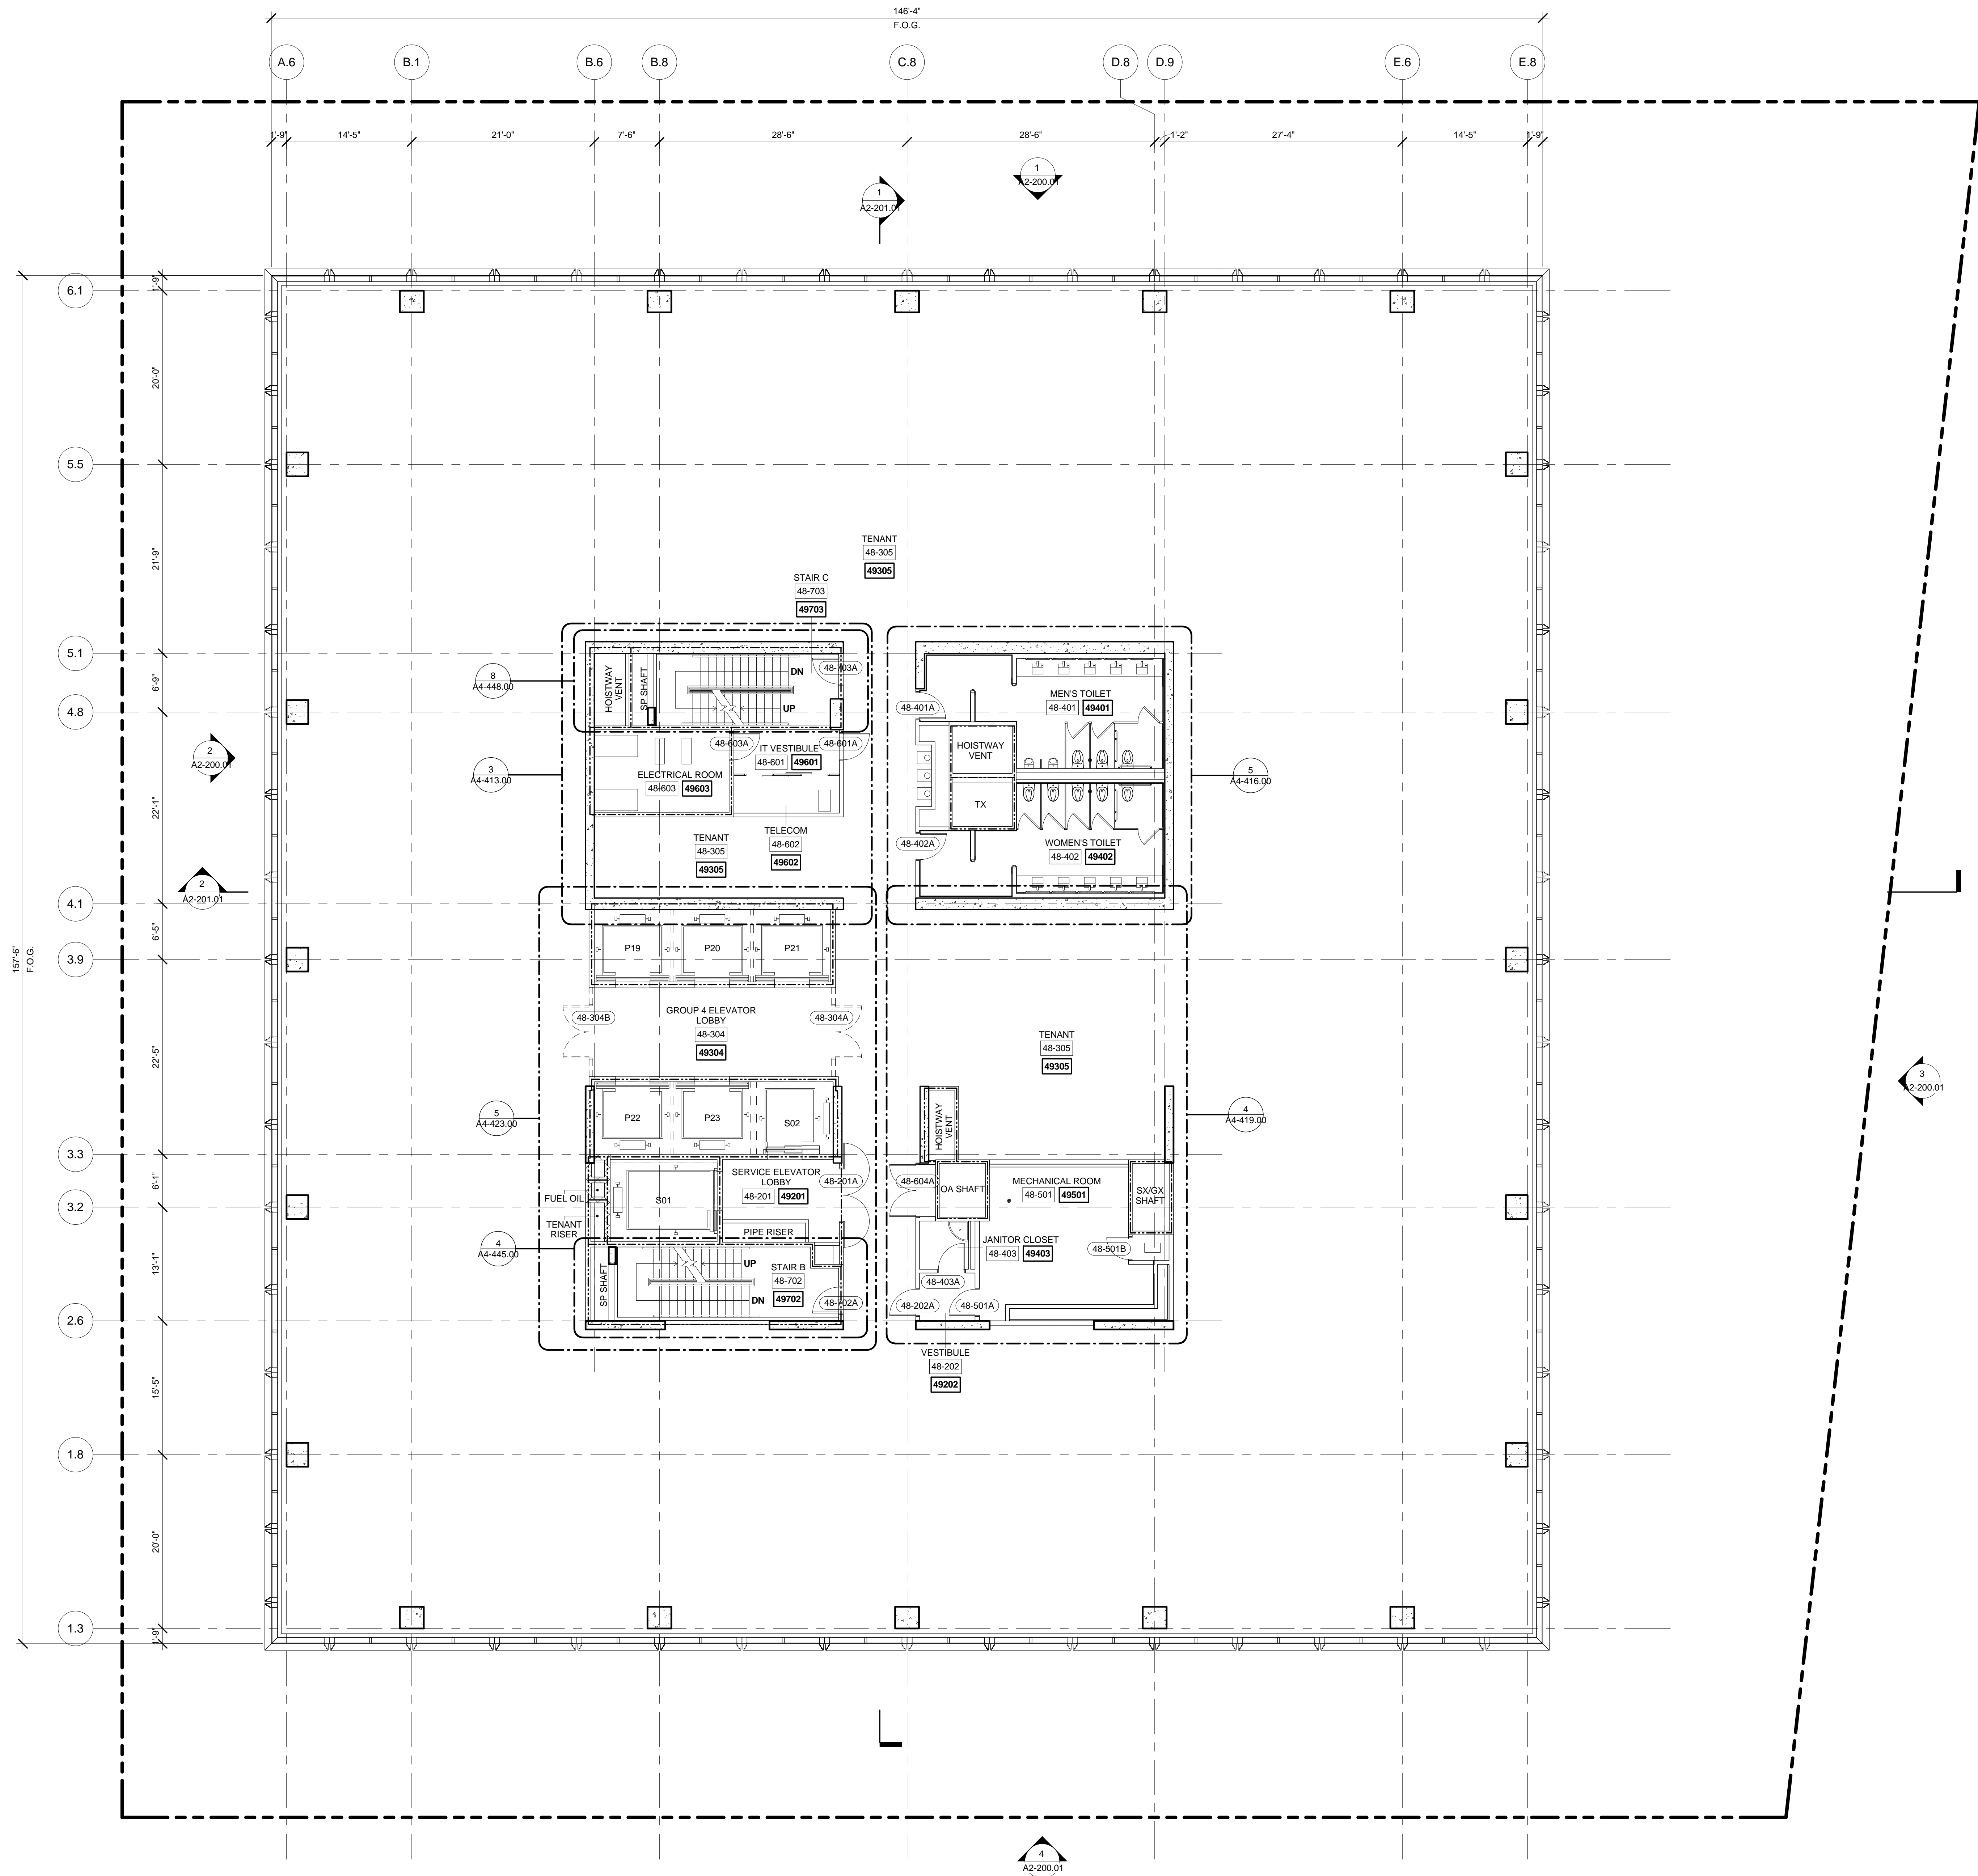 146'-4"
F.O.G.
A.6
B.1
B.6
B.8
C.8
D.8
D.9
E.6
E.8
1'-9"
14'-5"
21'-0"
7'-6"
28'-6"
28'-6"
1'-2"
27'-4"
14'-5"
1'-9"
1
A2-200.01
1
A2-201.01
6.1
1'-9"
20'-0"
5.5
21'-9"
TENANT
48-305
49305
STAIR C
48-703
49703
5.1
6'-9"
4.8
8
A4-448.00
HOISTWAY
VENT
SP SHAFT
DN
UP
48-703A
48-401A
MEN'S TOILET
48-401
49401
2
A2-200.01
3
A4-413.00
48-603A
48-601A
IT VESTIBULE
48-601
49601
ELECTRICAL ROOM
48-603
49603
HOISTWAY
VENT
TX
5
A4-416.00
22'-1"
TENANT
48-305
49305
TELECOM
48-602
49602
48-402A
WOMEN'S TOILET
48-402
49402
2
A2-201.01
4.1
6'-5"
3.9
157'-6"
F.O.G.
P19
P20
P21
48-304B
GROUP 4 ELEVATOR
LOBBY
48-304
49304
48-304A
22'-5"
TENANT
48-305
49305
3
A2-200.01
5
A4-423.00
P22
P23
S02
HOISTWAY
VENT
4
A4-419.00
3.3
6'-1"
3.2
FUEL OIL
TENANT
RISER
S01
SERVICE ELEVATOR
LOBBY
48-201
49201
48-201A
PIPE RISER
48-604A
OA SHAFT
MECHANICAL ROOM
48-501
49501
SX/GX
SHAFT
13'-1"
4
A4-445.00
SP SHAFT
UP
DN
STAIR B
48-702
49702
48-702A
JANITOR CLOSET
48-403
49403
48-501B
48-403A
48-202A
48-501A
2.6
VESTIBULE
48-202
49202
15'-5"
1.8
20'-0"
1.3
1'-9"
4
A2-200.01